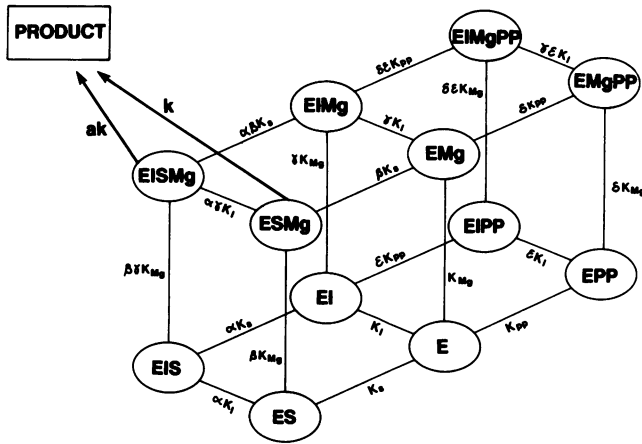 PRODUCT
EIMgPP
γεK_I
δεK_PP
EMgPP
δεK_Mg
k
EIMg
αβK_s
γK_I
δK_PP
ak
EMg
EISMg
γK_Mg
βK_s
αγK_I
δK_Mg
ESMg
EIPP
εK_PP
εK_I
βγK_Mg
K_Mg
EPP
EI
αK_s
K_I
K_PP
E
βK_Mg
EIS
αK_I
K_s
ES